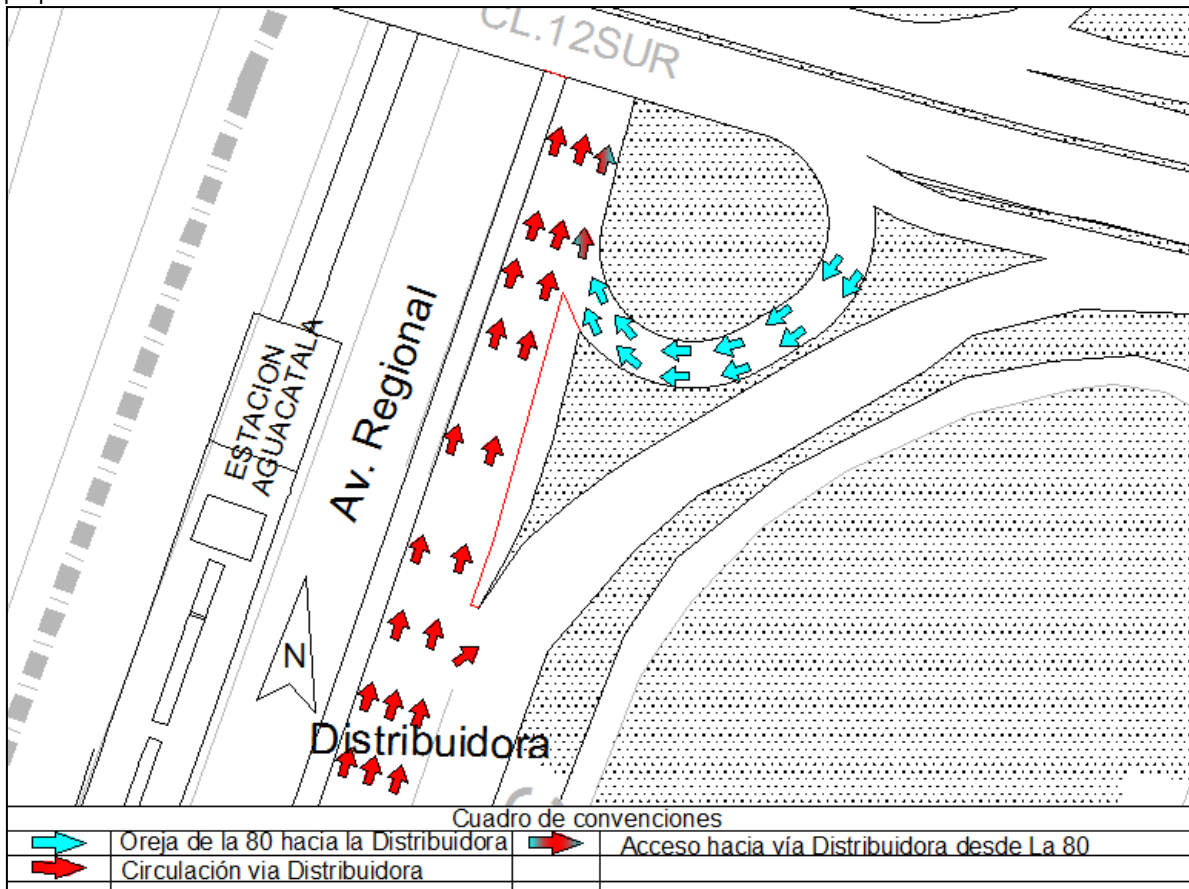 CL.12SUR
ESTACION
AGUACATALA
Av. Regional
N
Distribuidora
Cuadro de convenciones
Oreja de la 80 hacia la Distribuidora
Acceso hacia vía Distribuidora desde La 80
Circulación via Distribuidora